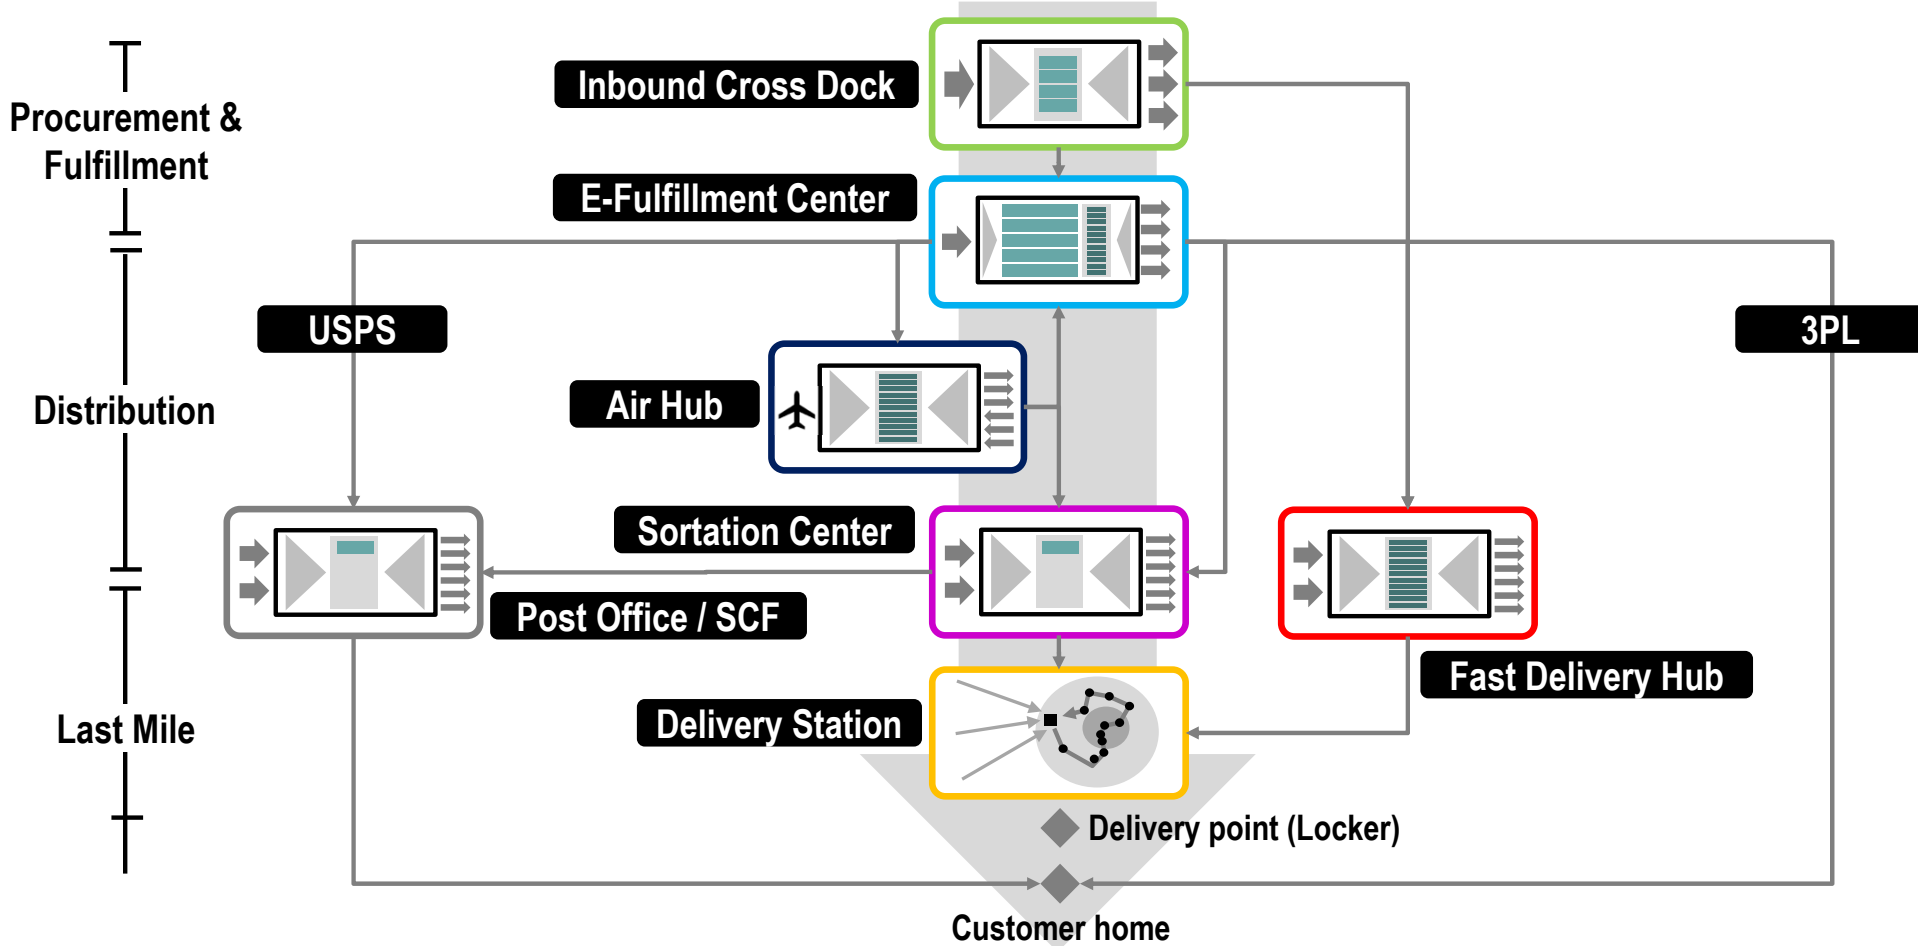 Inbound Cross Dock
Procurement &
Fulfillment
E-Fulfillment Center
USPS
3PL
Air Hub
Distribution
Sortation Center
Post Office / SCF
Fast Delivery Hub
Delivery Station
Last Mile
Delivery point (Locker)
Customer home